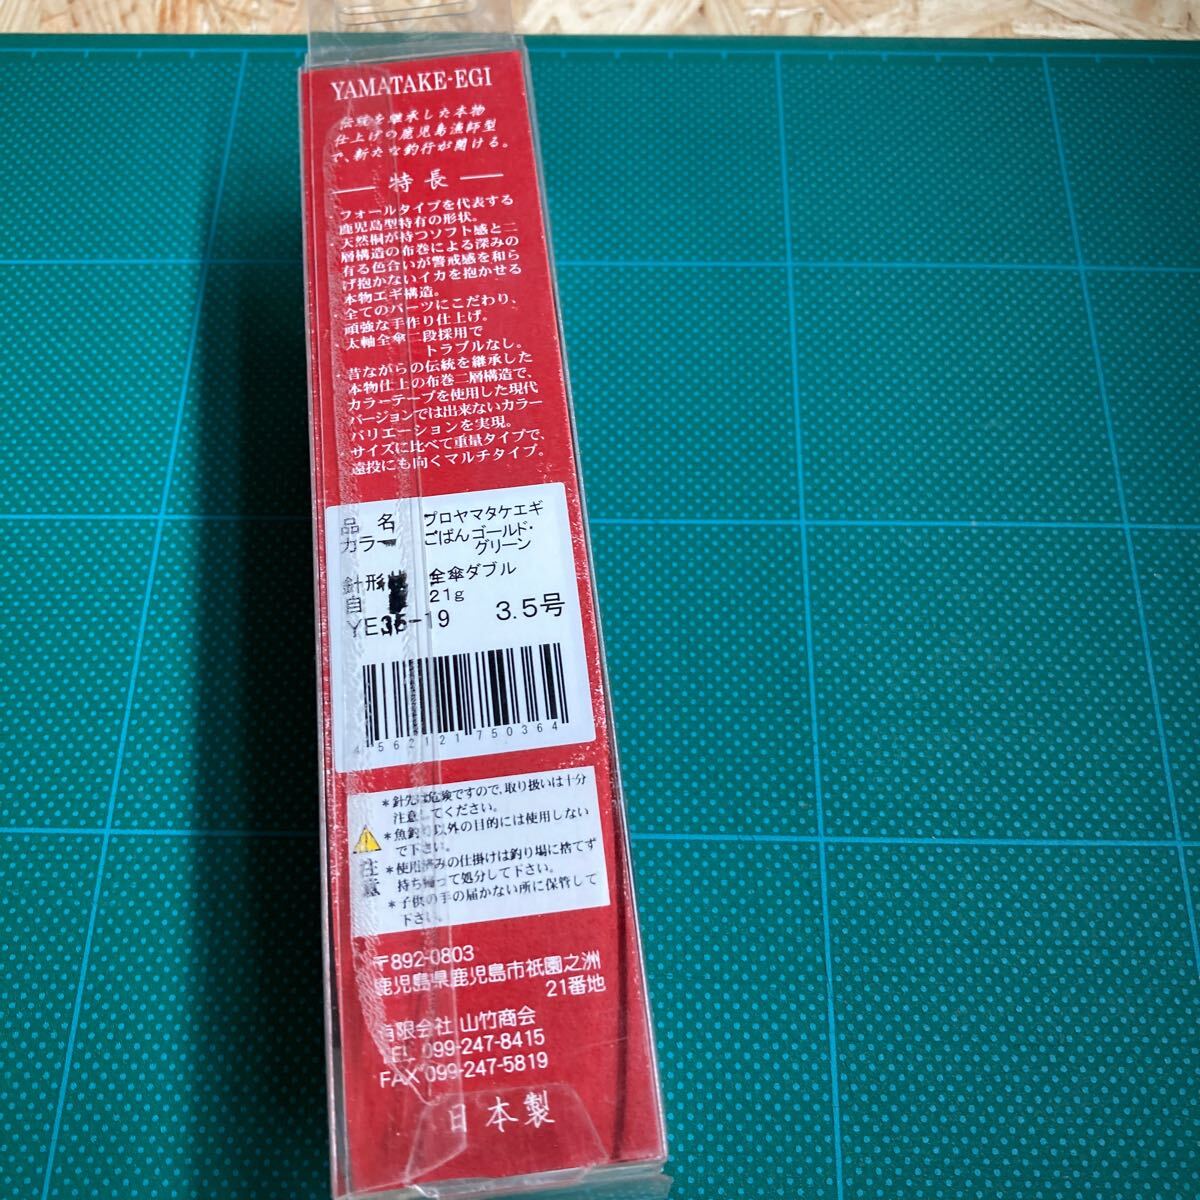 YAMATAKE-EGI
伝統を継承した本物
仕上げの鹿児島漁師型
で、新たな釣行が開ける。
特長
フォールタイプを代表する
鹿児島型特有の形状。
天然桐が持つソフト感と二
層構造の布巻による深みの
有る色合いが警戒感を和ら
げ抱かないイカを抱かせる
本物エギ構造。
全てのパーツにこだわり、
頑強な手作り仕上げ。
太軸全傘二段採用で
トラブルなし。
昔ながらの伝統を継承した
本物仕上の布巻二層構造で、
カラーテープを使用した現代
バージョンでは出来ないカラー
バリエーションを実現。
サイズに比べて重量タイプで、
遠投にも向くマルチタイプ。
品 名 プロヤマタケエギ
カラー ごばんゴールド・
グリーン
針形状 全傘ダブル
自 21g
YE35-19 3.5号
4562121750364
*針先は危険ですので、取り扱いは十分
注意してください。
*魚釣り以外の目的には使用しない
で下さい。
*使用済みの仕掛けは釣り場に捨てず
持ち帰って処分して下さい。
*子供の手の届かない所に保管して
下さい。
注意
〒892-0803
鹿児島県鹿児島市祇園之洲
21番地
有限会社 山竹商会
TEL 099-247-8415
FAX 099-247-5819
日本製